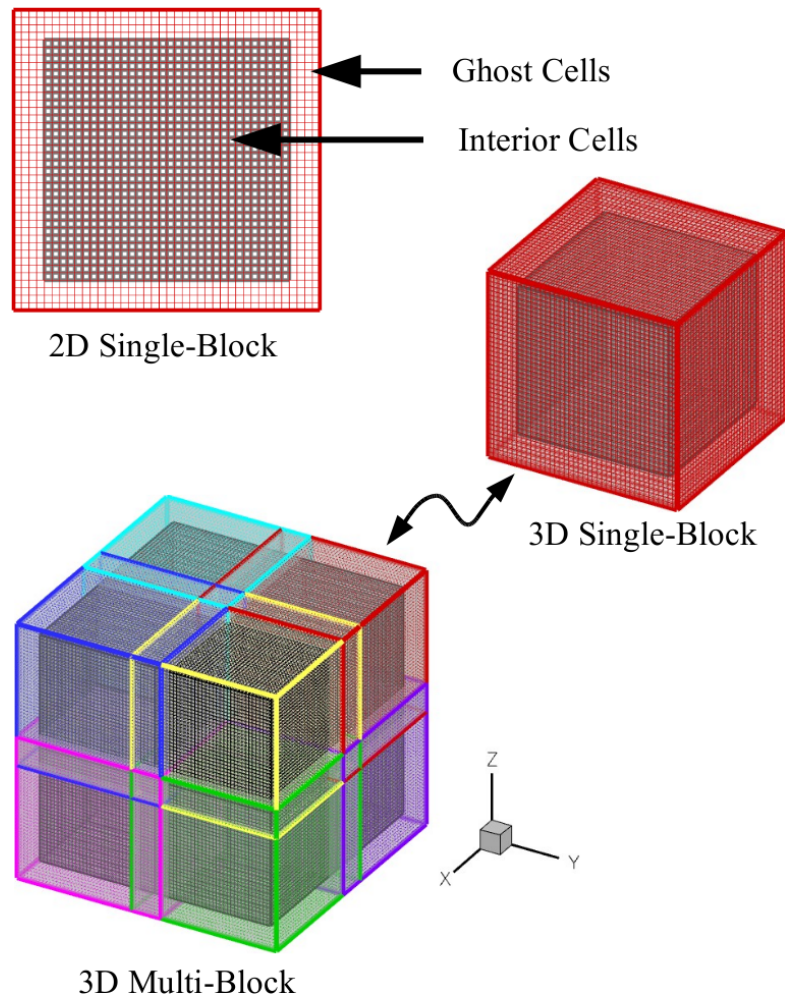 Ghost Cells
Interior Cells
2D Single-Block
3D Single-Block
Z
Y
X
3D Multi-Block